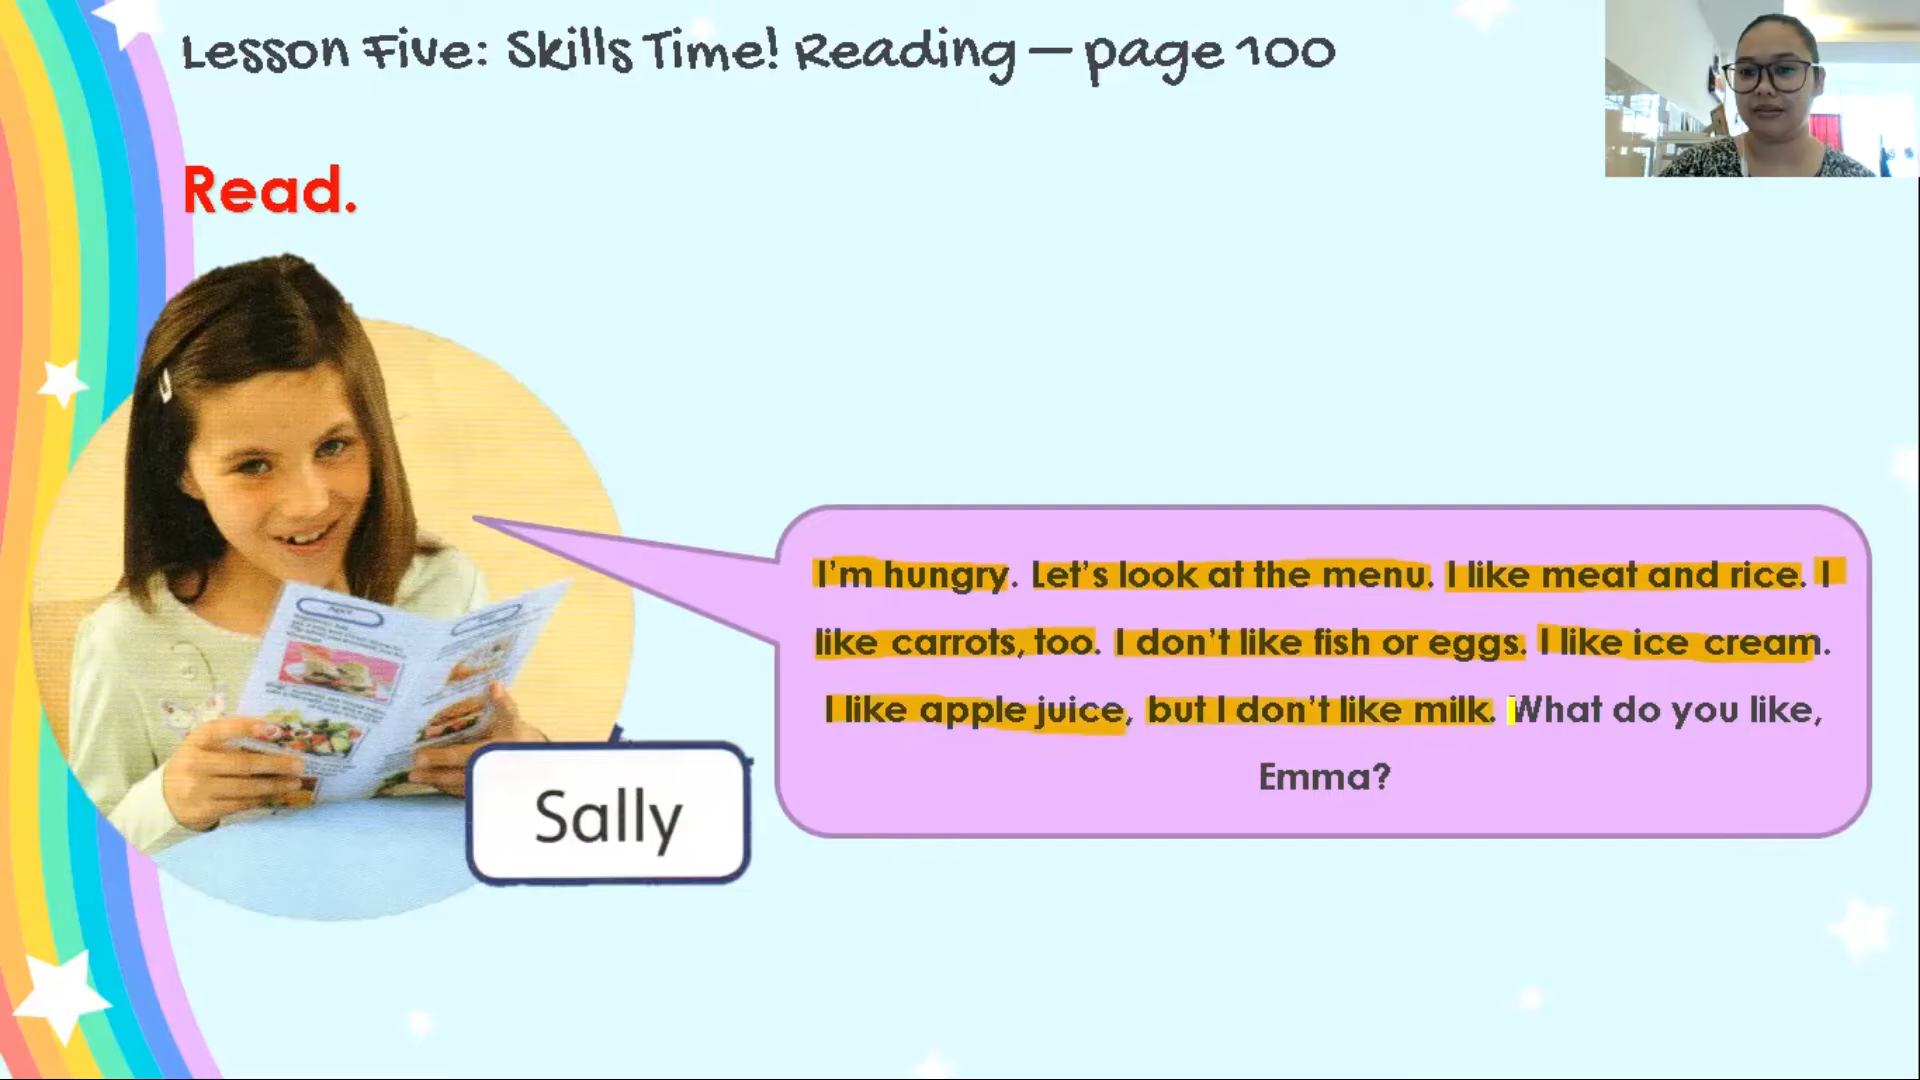 Lesson Five: Skills Time! Reading – page 100
Read.
I'm hungry. Let's look at the menu. I like meat and rice. I
like carrots, too. I don't like fish or eggs. I like ice cream.
I like apple juice, but I don't like milk. What do you like,
Emma?
Sally